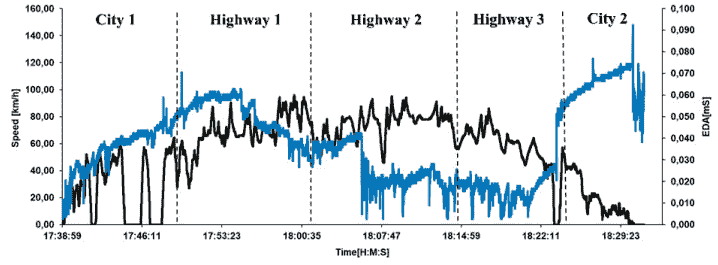 City 1 Highway 1 Highway 2 Highway 3 City 2
160,00 0,100
140,00 0,090
120,00 0,080
100,00 0,070
80,00 0,060
60,00 0,050
40,00 0,040
20,00 0,030
0,00 0,020
0,010
0,000
Speed [km/h]
EDA[mS]
17:38:59 17:46:11 17:53:23 18:00:35 18:07:47 18:14:59 18:22:11 18:29:23
Time[H:M:S]